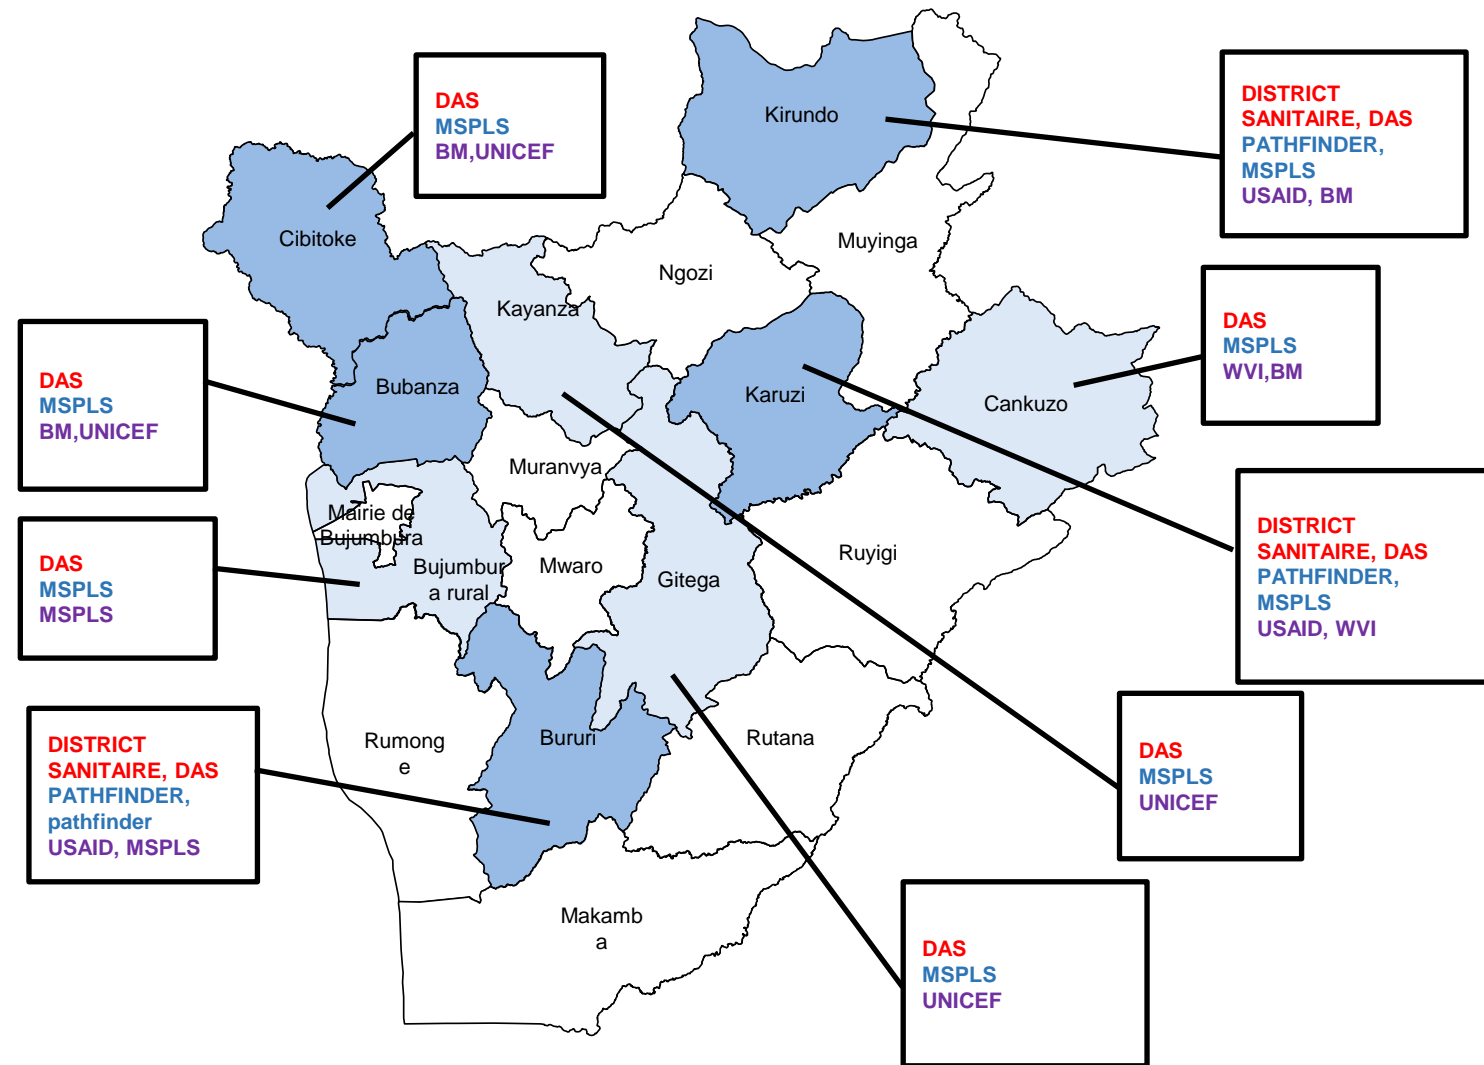 DAS
MSPLS
BM,UNICEF
DISTRICT
SANITAIRE, DAS
PATHFINDER,
MSPLS
USAID, BM
Kirundo
Cibitoke
Muyinga
Ngozi
Kayanza
DAS
MSPLS
WVI,BM
DAS
MSPLS
BM,UNICEF
Bubanza
Karuzi
Cankuzo
Muranvya
Mairie de
Bujumbura
Bujumbur
a rural
Mwaro
Gitega
Ruyigi
DAS
MSPLS
MSPLS
DISTRICT
SANITAIRE, DAS
PATHFINDER,
MSPLS
USAID, WVI
DISTRICT
SANITAIRE, DAS
PATHFINDER,
pathfinder
USAID, MSPLS
Rumong
e
Bururi
Rutana
DAS
MSPLS
UNICEF
Makamb
a
DAS
MSPLS
UNICEF